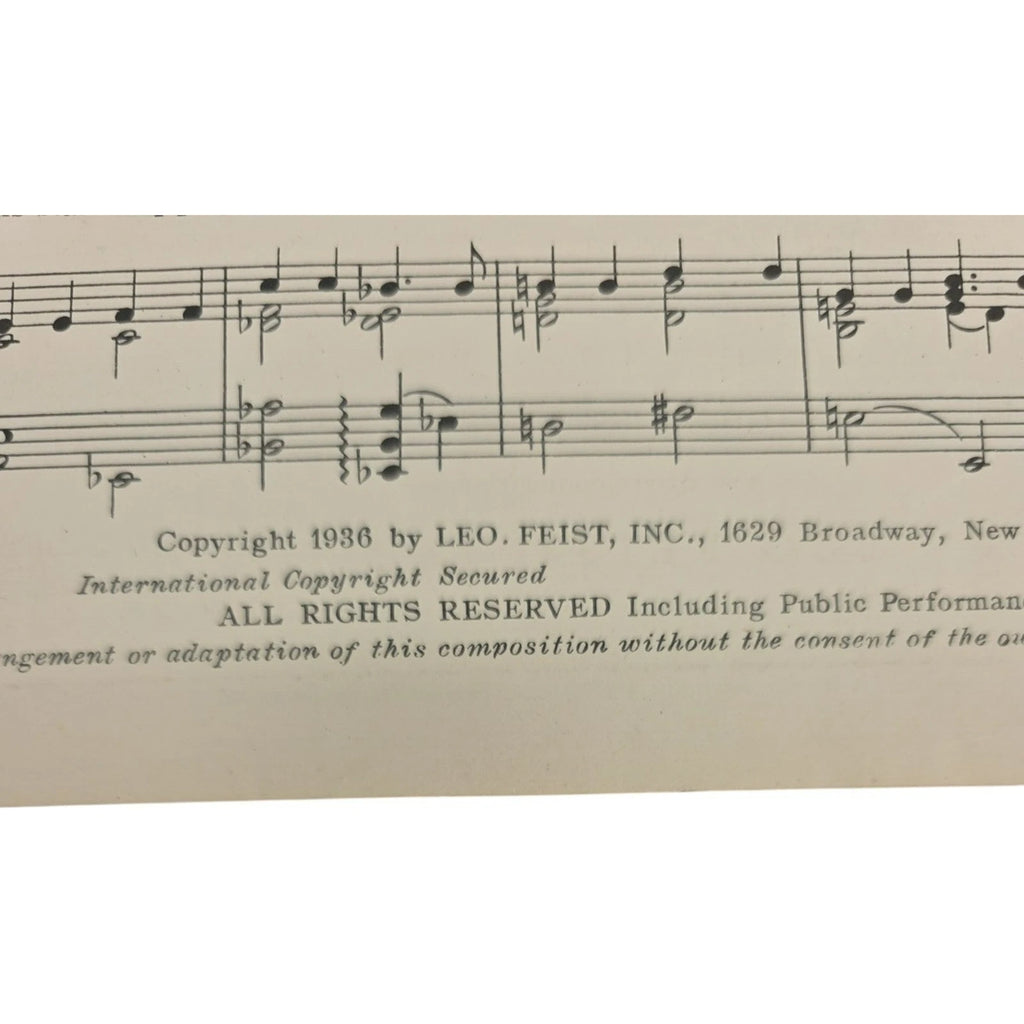 Copyright 1936 by LEO. FEIST, INC., 1629 Broadway, New
International Copyright Secured
ALL RIGHTS RESERVED Including Public Performan
ngement or adaptation of this composition without the consent of the ow